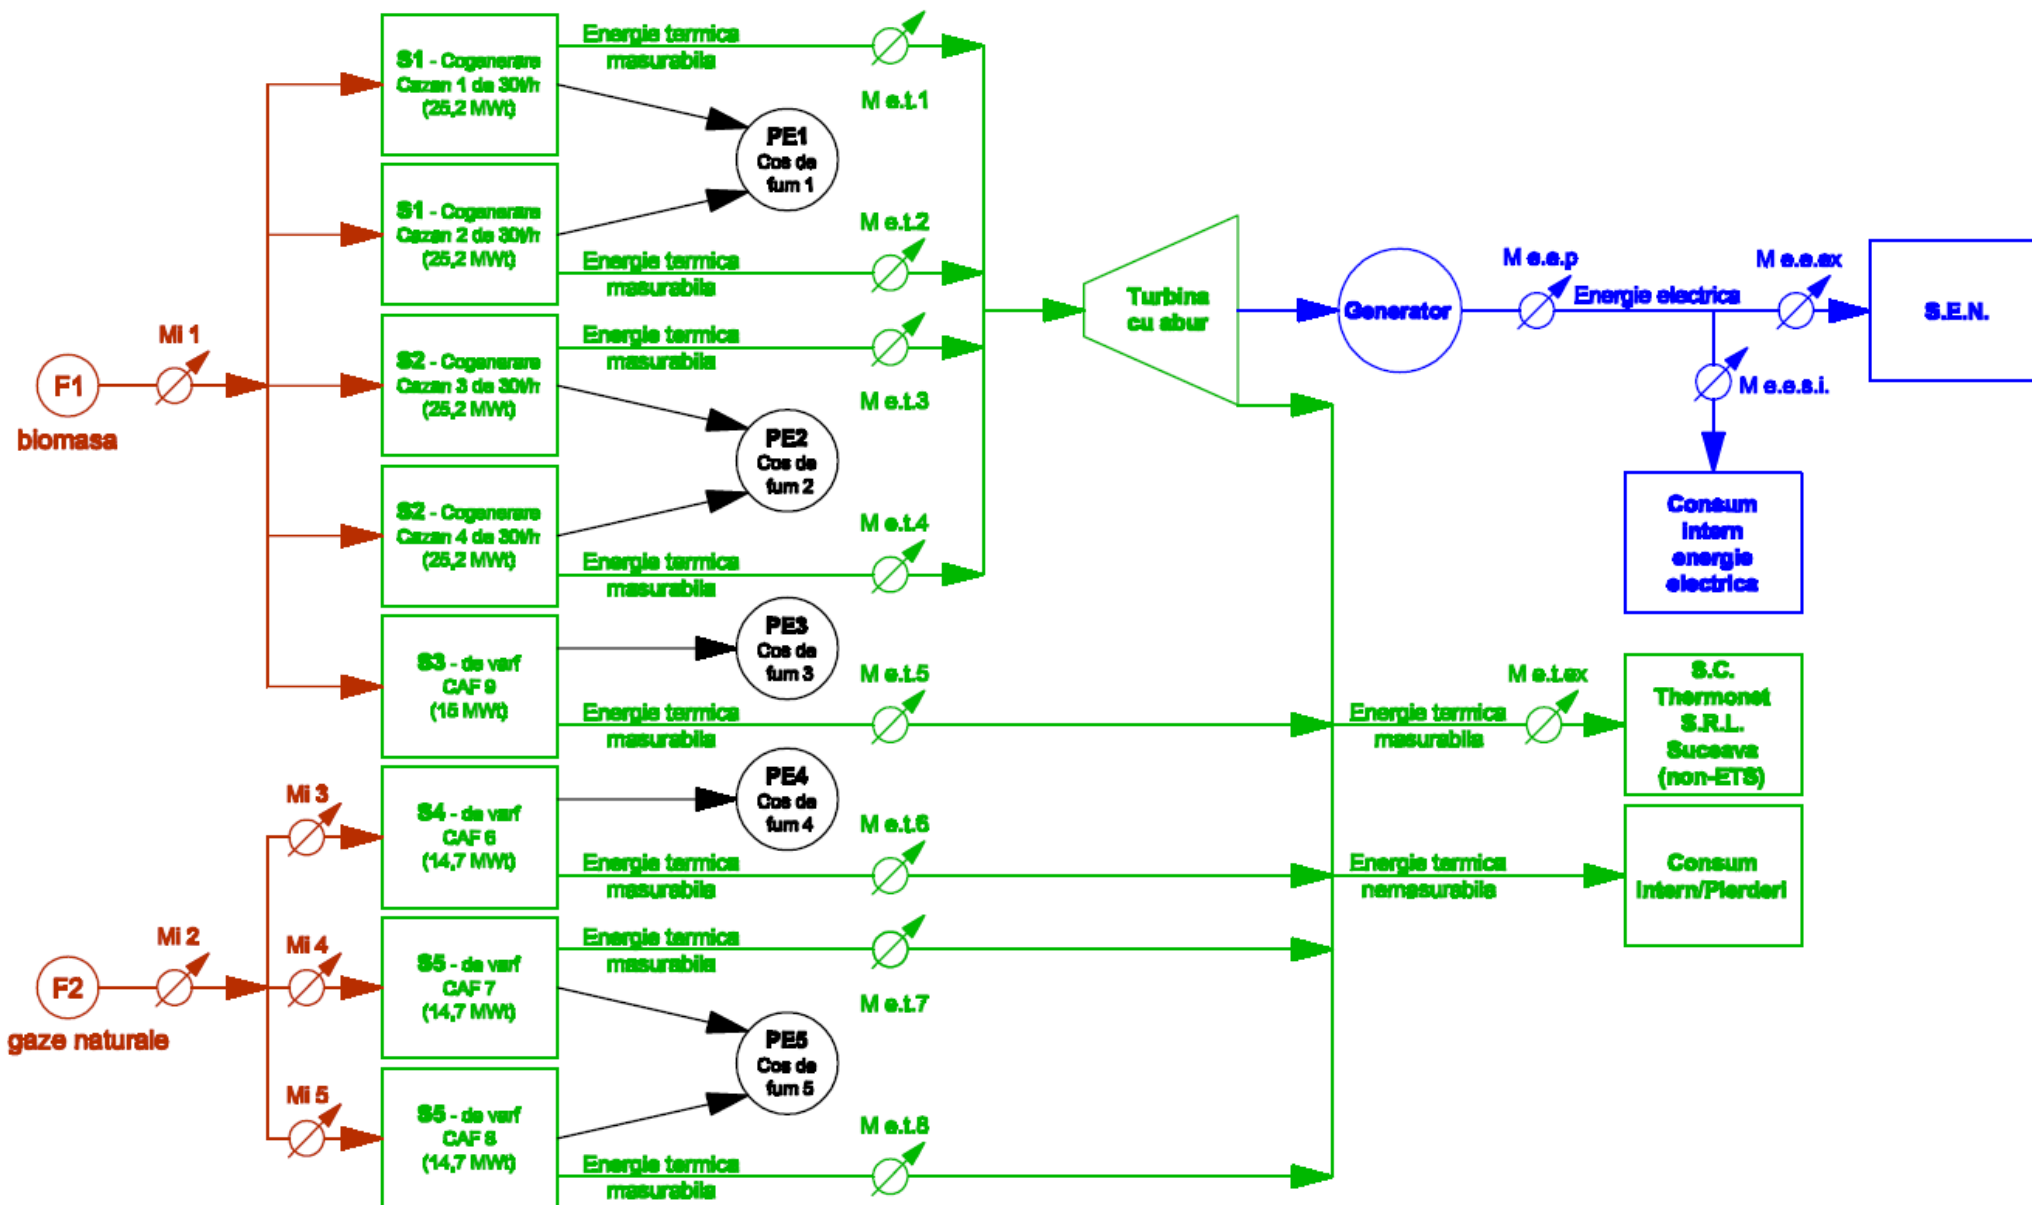 F1
biomasa
Mi 1
F2
gaze naturale
Mi 2
Mi 3
Mi 4
Mi 5
S1 - Cogenerare
Cazan 1 de 30t/h
(25,2 MWt)
S1 - Cogenerare
Cazan 2 de 30t/h
(25,2 MWt)
S2 - Cogenerare
Cazan 3 de 30t/h
(25,2 MWt)
S2 - Cogenerare
Cazan 4 de 30t/h
(25,2 MWt)
S3 - de varf
CAF 9
(15 MWt)
S4 - de varf
CAF 6
(14,7 MWt)
S5 - de varf
CAF 7
(14,7 MWt)
S5 - de varf
CAF 8
(14,7 MWt)
Energie termica
masurabila
M e.t.1
PE1
Cos de
fum 1
M e.t.2
Energie termica
masurabila
Energie termica
masurabila
M e.t.3
PE2
Cos de
fum 2
M e.t.4
Energie termica
masurabila
PE3
Cos de
fum 3
M e.t.5
Energie termica
masurabila
PE4
Cos de
fum 4
M e.t.6
Energie termica
masurabila
Energie termica
masurabila
M e.t.7
PE5
Cos de
fum 5
M e.t.8
Energie termica
masurabila
Turbina
cu abur
Generator
M e.e.p
Energie electrica
M e.e.ex
S.E.N.
M e.e.s.i.
Consum
intern
energie
electrica
Energie termica
masurabila
M e.t.ex
S.C.
Thermonet
S.R.L.
Suceava
(non-ETS)
Energie termica
nemasurabila
Consum
intern/Pierderi